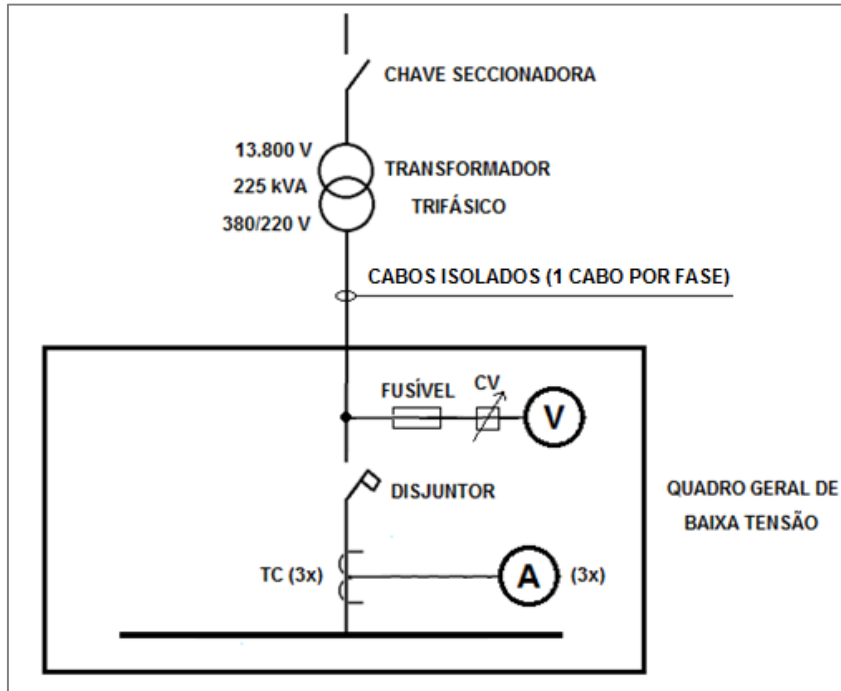 CHAVE SECCIONADORA
13.800 V
225 kVA
380/220 V
TRANSFORMADOR
TRIFÁSICO
CABOS ISOLADOS (1 CABO POR FASE)
FUSÍVEL
CV
V
DISJUNTOR
QUADRO GERAL DE
BAIXA TENSÃO
TC (3x)
A
(3x)